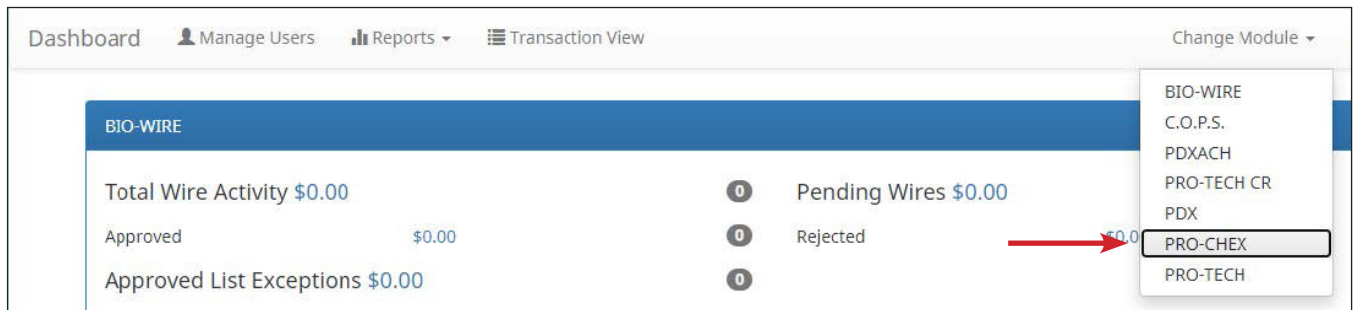 Dashboard Manage Users Reports Transaction View Change Module
BIO-WIRE
Total Wire Activity $0.00 0 Pending Wires $0.00
Approved $0.00 0 Rejected $0.0
Approved List Exceptions $0.00 0
BIO-WIRE
C.O.P.S.
PDXACH
PRO-TECH CR
PDX
PRO-CHEX
PRO-TECH